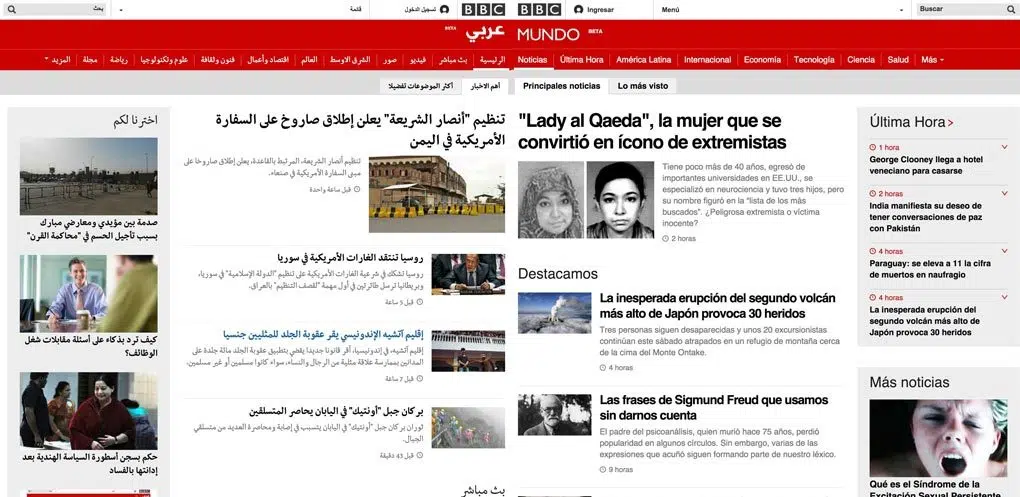 بحث
قائمة
تسجيل الدخول
BBC
عربي
BETA
الرئيسية
بث مباشر
فيديو
صور
الشرق الاوسط
العالم
اقتصاد وأعمال
فنون وثقافة
علوم وتكنولوجيا
رياضة
مجلة
المزيد
أهم الاخبار
أكثر الموضوعات تفضيلا
تنظيم "أنصار الشريعة" يعلن إطلاق صاروخ على السفارة
الأمريكية في اليمن
تنظيم أنصار الشريعة، المرتبط بالقاعدة، يعلن إطلاق صاروخا على
مبنى السفارة الأمريكية في صنعاء.
قبل ساعة واحدة
روسيا تنتقد الغارات الأمريكية في سوريا
روسيا تشكك في شرعية الغارات الأمريكية على تنظيم "الدولة الإسلامية" في سوريا،
وبريطانيا ترسل طائرتين في أول مهمة "لقصف التنظيم" بالعراق.
قبل 5 ساعة
إقليم آتشيه الإندونيسي يقر عقوبة الجلد للمثليين جنسيا
إقليم آتشيه، في إندونيسيا، أقر قانونا جديدا يقضي بتطبيق عقوبة الجلد مائة جلدة على
المدانين بممارسة علاقة مثلية من الرجال والنساء، سواء كانوا مسلمين أو غير مسلمين.
قبل 7 ساعة
بركان جبل "أونتيك" في اليابان يحاصر المتسلقين
ثوران بركان جبل "أونتيك" في اليابان يتسبب في إصابة ومحاصرة العديد من متسلقي
الجبال.
قبل 43 دقيقة
بث مباشر
اخترنا لكم
صدمة بين مؤيدي ومعارضي مبارك
بسبب تأجيل الحسم في "محاكمة القرن"
كيف ترد بذكاء على أسئلة مقابلات شغل
الوظائف؟
حكم بسجن أسطورة السياسة الهندية بعد
إدانتها بالفساد
BBC
Ingresar
Menú
Buscar
MUNDO BETA
Noticias
Última Hora
América Latina
Internacional
Economía
Tecnología
Ciencia
Salud
Más
Principales noticias
Lo más visto
"Lady al Qaeda", la mujer que se
convirtió en ícono de extremistas
Tiene poco más de 40 años, egresó de
importantes universidades en EE.UU., se
especializó en neurociencia y tuvo tres hijos, pero
su nombre figuró en la "lista de los más
buscados". ¿Peligrosa extremista o víctima
inocente?
2 horas
Destacamos
La inesperada erupción del segundo volcán
más alto de Japón provoca 30 heridos
Tres personas siguen desaparecidas y unos 20 excursionistas
continúan este sábado atrapados en un refugio de montaña cerca
de la cima del Monte Ontake.
4 horas
Las frases de Sigmund Freud que usamos
sin darnos cuenta
El padre del psicoanálisis, quien murió hace 75 años, perdió
popularidad en algunos círculos. Sin embargo, varias de las
expresiones que acuñó siguen formando parte de nuestro léxico.
9 horas
Última Hora
1 hora
George Clooney llega a hotel
veneciano para casarse
2 horas
India manifiesta su deseo de
tener conversaciones de paz
con Pakistán
4 horas
Paraguay: se eleva a 11 la cifra
de muertos en naufragio
4 horas
La inesperada erupción del
segundo volcán más alto de
Japón provoca 30 heridos
Más noticias
Qué es el Síndrome de la
Excitación Sexual Persistente